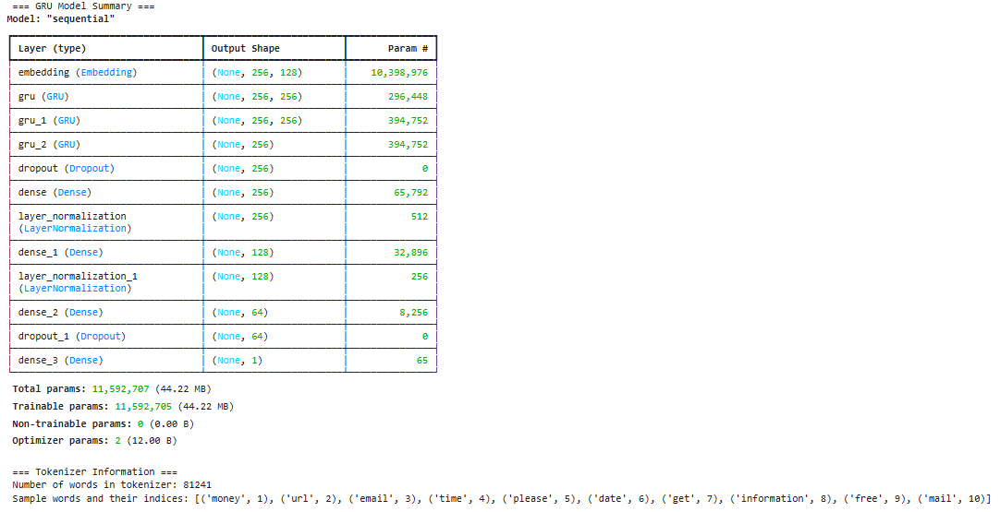 === GRU Model Summary ===
Model: "sequential"
Layer (type) Output Shape Param #
embedding (Embedding) (None, 256, 128) 10,398,976
gru (GRU) (None, 256, 256) 296,448
gru_1 (GRU) (None, 256, 256) 394,752
gru_2 (GRU) (None, 256) 394,752
dropout (Dropout) (None, 256) 0
dense (Dense) (None, 256) 65,792
layer_normalization (None, 256) 512
(LayerNormalization)
dense_1 (Dense) (None, 128) 32,896
layer_normalization_1 (None, 128) 256
(LayerNormalization)
dense_2 (Dense) (None, 64) 8,256
dropout_1 (Dropout) (None, 64) 0
dense_3 (Dense) (None, 1) 65
Total params: 11,592,707 (44.22 MB)
Trainable params: 11,592,705 (44.22 MB)
Non-trainable params: 0 (0.00 B)
Optimizer params: 2 (12.00 B)
=== Tokenizer Information ===
Number of words in tokenizer: 81241
Sample words and their indices: [('money', 1), ('url', 2), ('email', 3), ('time', 4), ('please', 5), ('date', 6), ('get', 7), ('information', 8), ('free', 9), ('mail', 10)]